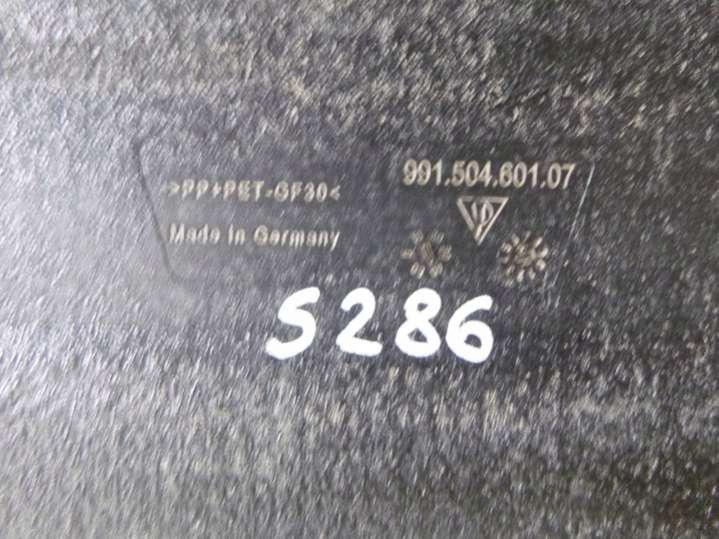 >PP+PET-GF30<
991.504.601.07
Made in Germany
S286